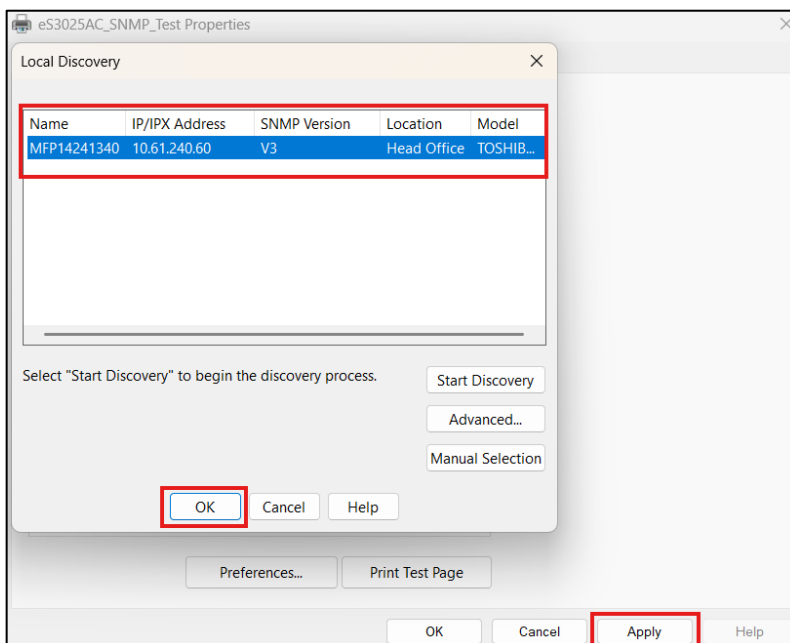 eS3025AC_SNMP_Test Properties
Local Discovery
Name IP/IPX Address SNMP Version Location Model
MFP14241340 10.61.240.60 V3 Head Office TOSHIB...
Select "Start Discovery" to begin the discovery process.
Start Discovery
Advanced...
Manual Selection
OK Cancel Help
Preferences... Print Test Page
OK Cancel Apply Help